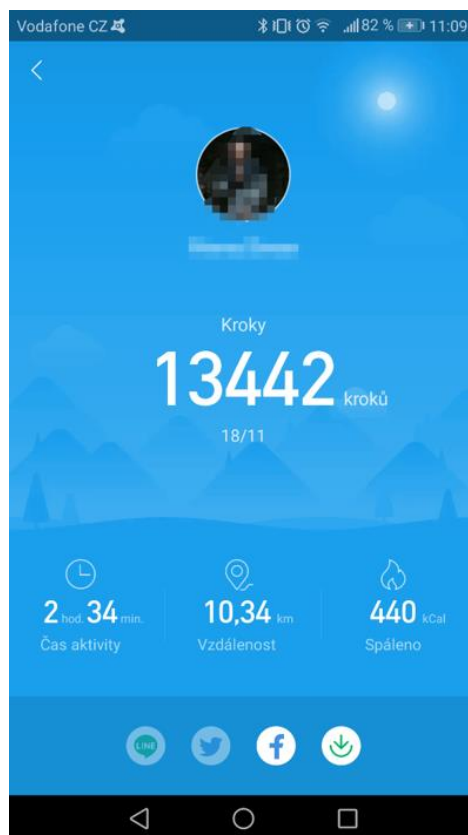 Vodafone CZ 82 % 11:09
Kroky
13442 kroků
18/11
2 hod. 34 min. 10,34 km 440 kCal
Čas aktivity Vzdálenost Spáleno
LINE